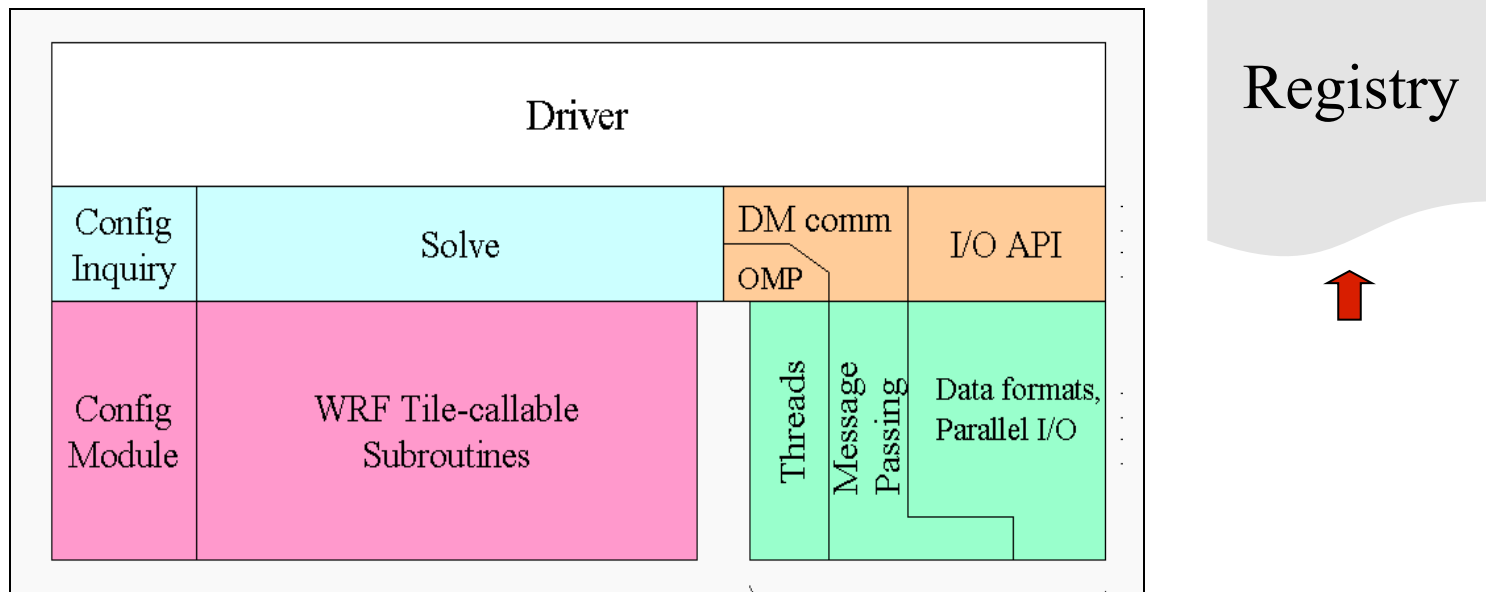 Driver
Registry
Config
Inquiry
Solve
DM comm
OMP
I/O API
Config
Module
WRF Tile-callable
Subroutines
Threads
Message
Passing
Data formats,
Parallel I/O